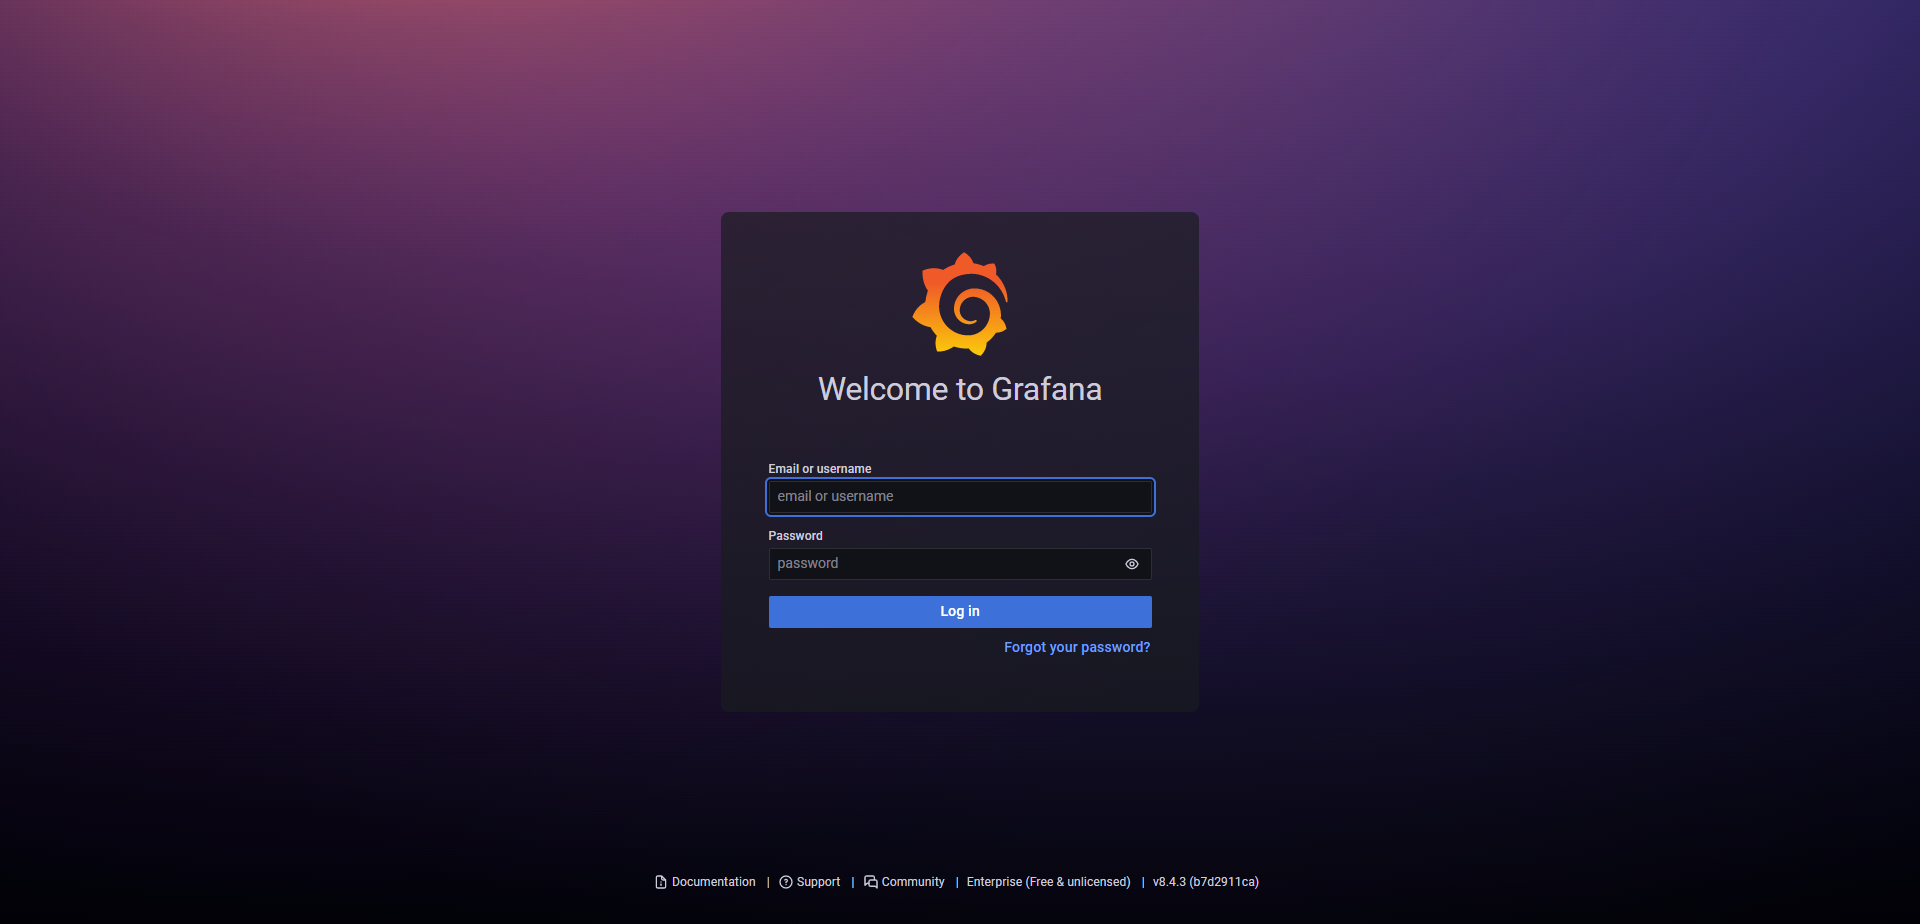 Welcome to Grafana
Email or username
email or username
Password
password
Log in
Forgot your password?
Documentation | Support | Community | Enterprise (Free & unlicensed) | v8.4.3 (b7d2911ca)